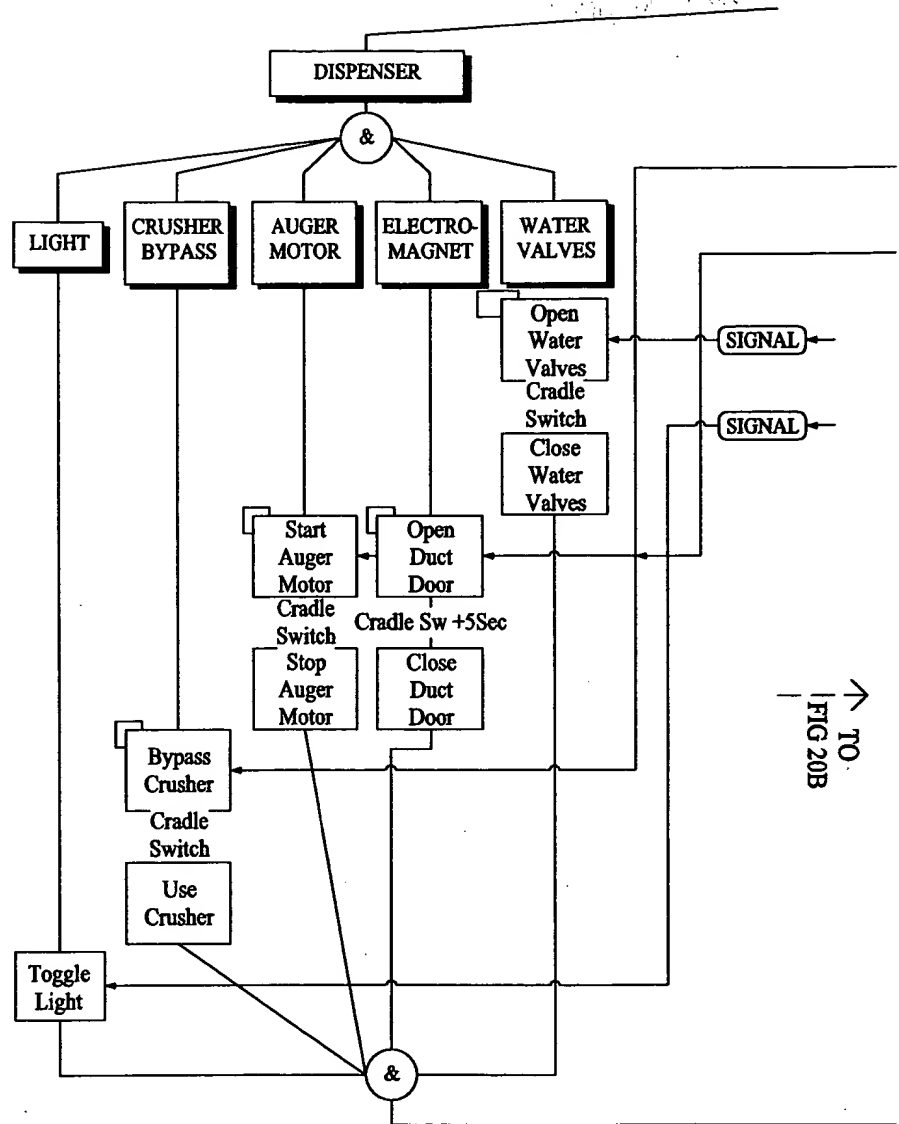 DISPENSER
&
LIGHT
CRUSHER
BYPASS
AUGER
MOTOR
ELECTRO-
MAGNET
WATER
VALVES
Open
Water
Valves
SIGNAL
Cradle
Switch
SIGNAL
Close
Water
Valves
Start
Auger
Motor
Open
Duct
Door
Cradle
Switch
Cradle Sw +5Sec
Stop
Auger
Motor
Close
Duct
Door
TO
FIG 20B
Bypass
Crusher
Cradle
Switch
Use
Crusher
Toggle
Light
&